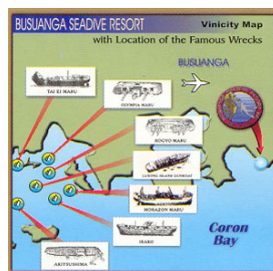 BUSUANGA SEADIVE RESORT
Vinicity Map
with Location of the Famous Wrecks
BUSUANGA
TAI EI MARU
OLYMPIA MARU
KOGYO MARU
LUSONG ISLAND GUNBOAT
MORAZON MARU
IRAKO
AKITSUSHIMA
Coron
Bay